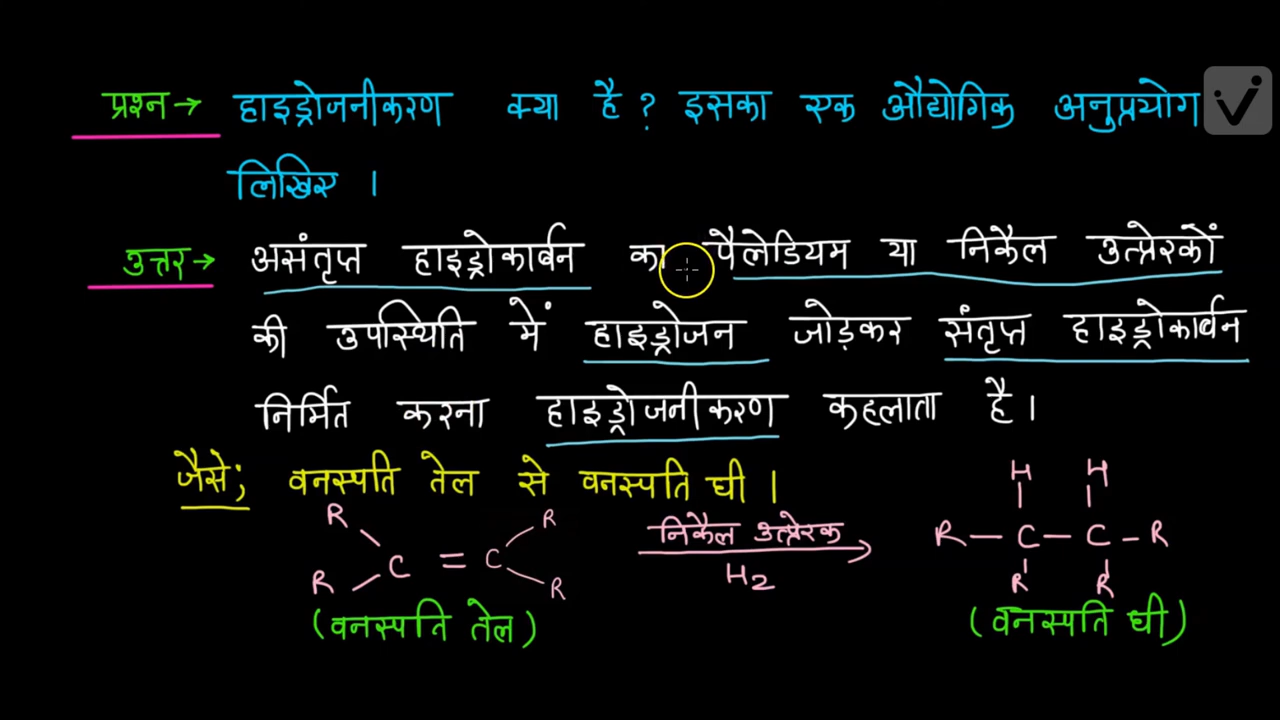 प्रश्न→ हाइड्रोजनीकरण क्या है? इसका एक औद्योगिक अनुप्रयोग
लिखिए ।
उत्तर→ असंतृप्त हाइड्रोकार्बन का पैलेडियम या निकैल उत्प्रेरकों
की उपस्थिति में हाइड्रोजन जोड़कर संतृप्त हाइड्रोकार्बन
निर्मित करना हाइड्रोजनीकरण कहलाता है।
जैसे; वनस्पति तेल से वनस्पति घी ।
H H
R R
निकैल उत्प्रेरक
R — C — C — R
C = C
H2
R R
R R
(वनस्पति तेल) (वनस्पति घी)